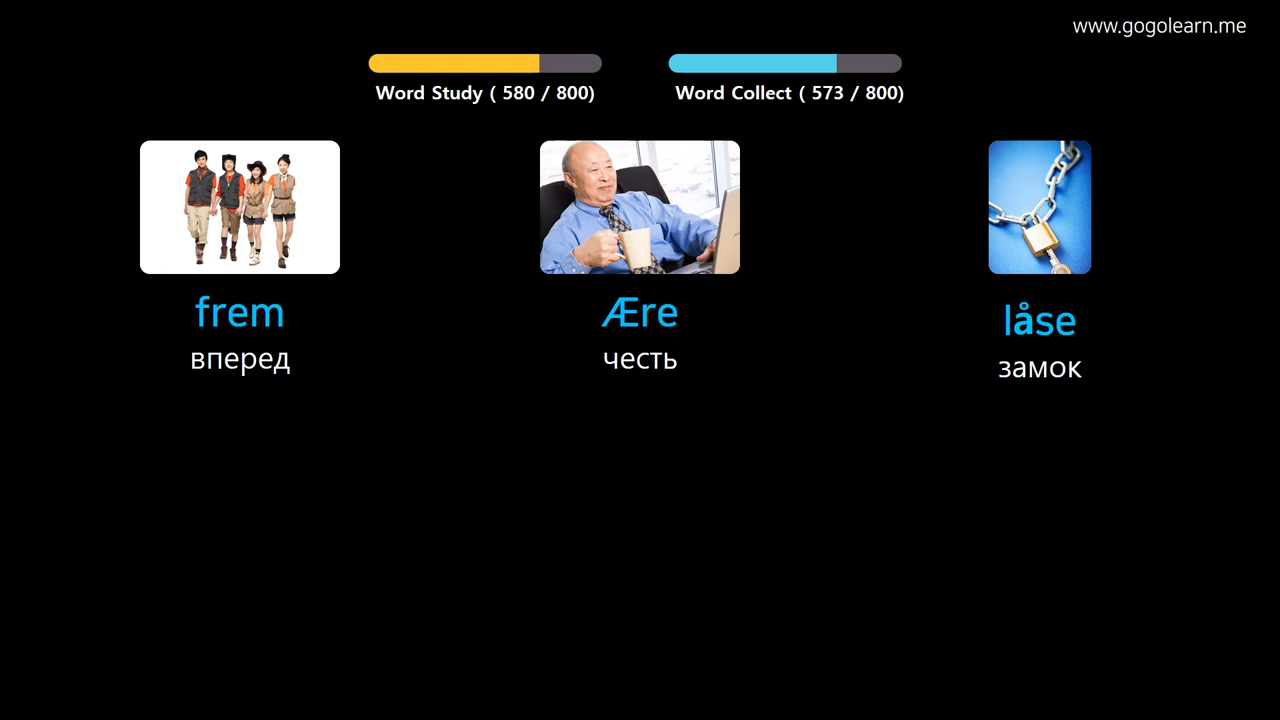 www.gogolearn.me
Word Study ( 580 / 800)
Word Collect ( 573 / 800)
frem
вперед
Ære
честь
låse
замок